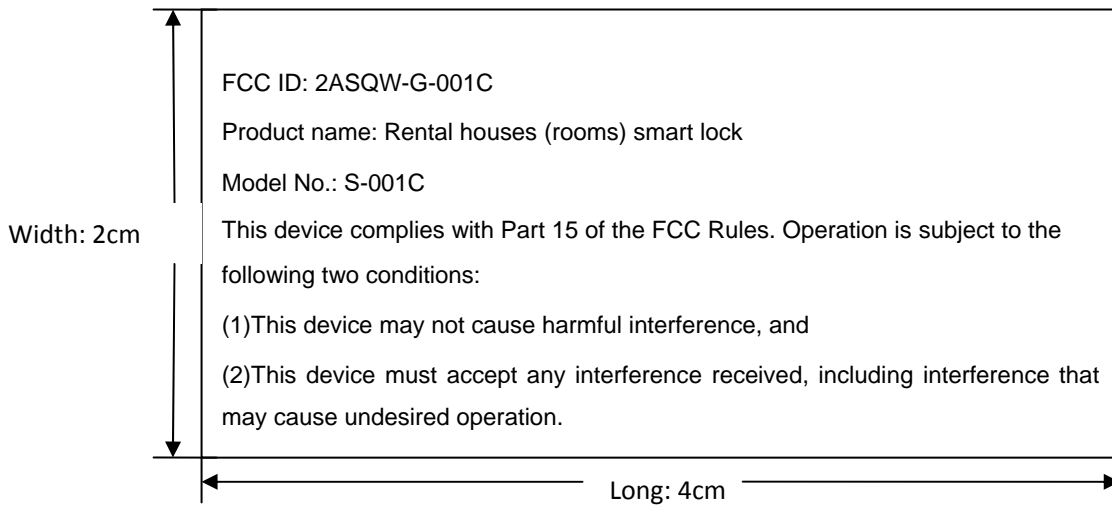 FCC ID: 2ASQW-G-001C
Product name: Rental houses (rooms) smart lock
Model No.: S-001C
Width: 2cm
This device complies with Part 15 of the FCC Rules. Operation is subject to the
following two conditions:
(1)This device may not cause harmful interference, and
(2)This device must accept any interference received, including interference that
may cause undesired operation.
Long: 4cm